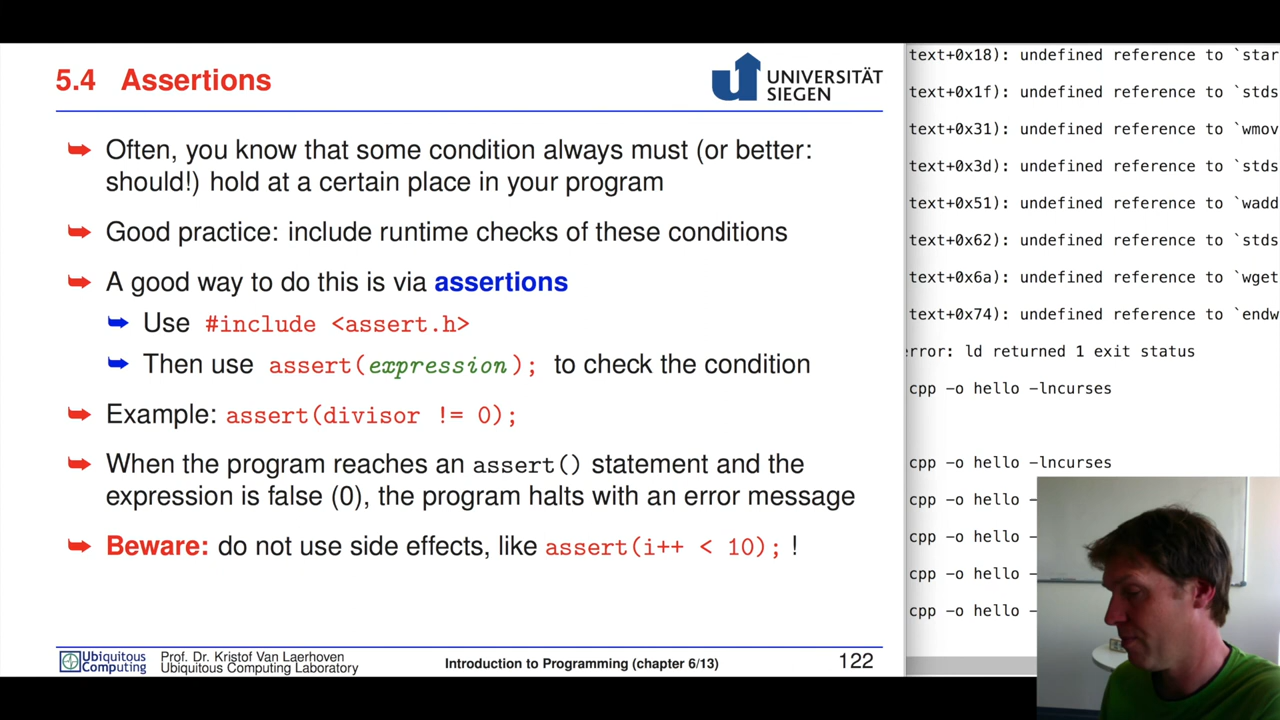 5.4 Assertions
UNIVERSITÄT
SIEGEN
Often, you know that some condition always must (or better:
should!) hold at a certain place in your program
Good practice: include runtime checks of these conditions
A good way to do this is via assertions
Use #include <assert.h>
Then use assert(expression); to check the condition
Example: assert(divisor != 0);
When the program reaches an assert() statement and the
expression is false (0), the program halts with an error message
Beware: do not use side effects, like assert(i++ < 10); !
Ubiquitous
Computing
Prof. Dr. Kristof Van Laerhoven
Ubiquitous Computing Laboratory
Introduction to Programming (chapter 6/13)
122
text+0x18): undefined reference to `star
text+0x1f): undefined reference to `stds
text+0x31): undefined reference to `wmov
text+0x3d): undefined reference to `stds
text+0x51): undefined reference to `wadd
text+0x62): undefined reference to `stds
text+0x6a): undefined reference to `wget
text+0x74): undefined reference to `endw
error: ld returned 1 exit status
cpp -o hello -lncurses
cpp -o hello -lncurses
cpp -o hello -
cpp -o hello -
cpp -o hello -
cpp -o hello -